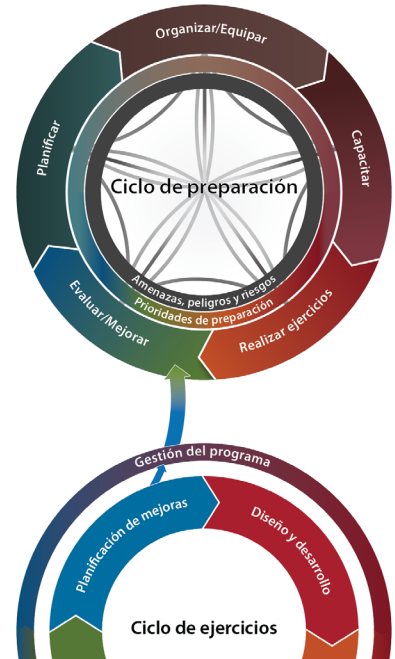 Organizar/Equipar
Planificar
Capacitar
Ciclo de preparación
Amenazas, peligros y riesgos
Prioridades de preparación
Evaluar/Mejorar
Realizar ejercicios
Gestión del programa
Planificación de mejoras
Diseño y desarrollo
Ciclo de ejercicios